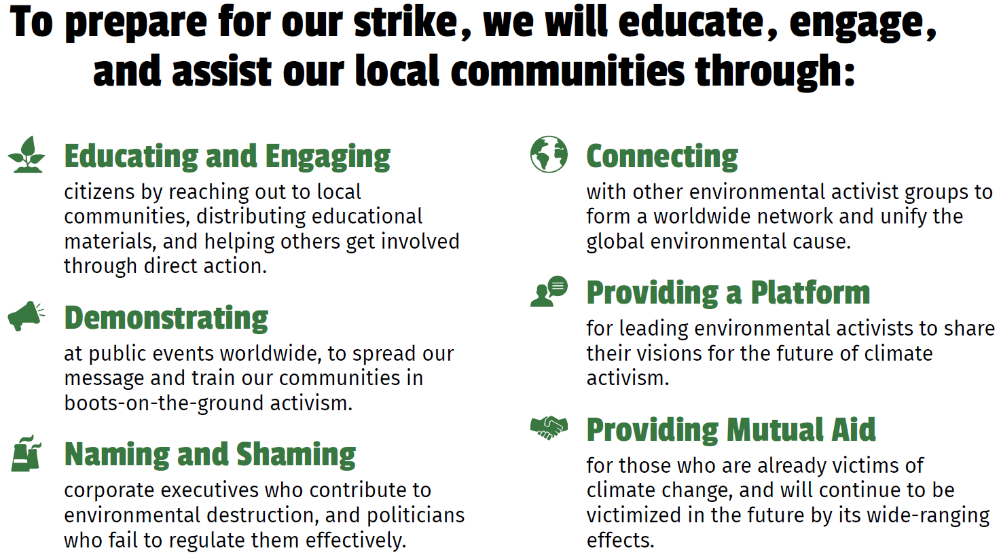 To prepare for our strike, we will educate, engage,
and assist our local communities through:
Educating and Engaging
citizens by reaching out to local
communities, distributing educational
materials, and helping others get involved
through direct action.
Demonstrating
at public events worldwide, to spread our
message and train our communities in
boots-on-the-ground activism.
Naming and Shaming
corporate executives who contribute to
environmental destruction, and politicians
who fail to regulate them effectively.
Connecting
with other environmental activist groups to
form a worldwide network and unify the
global environmental cause.
Providing a Platform
for leading environmental activists to share
their visions for the future of climate
activism.
Providing Mutual Aid
for those who are already victims of
climate change, and will continue to be
victimized in the future by its wide-ranging
effects.